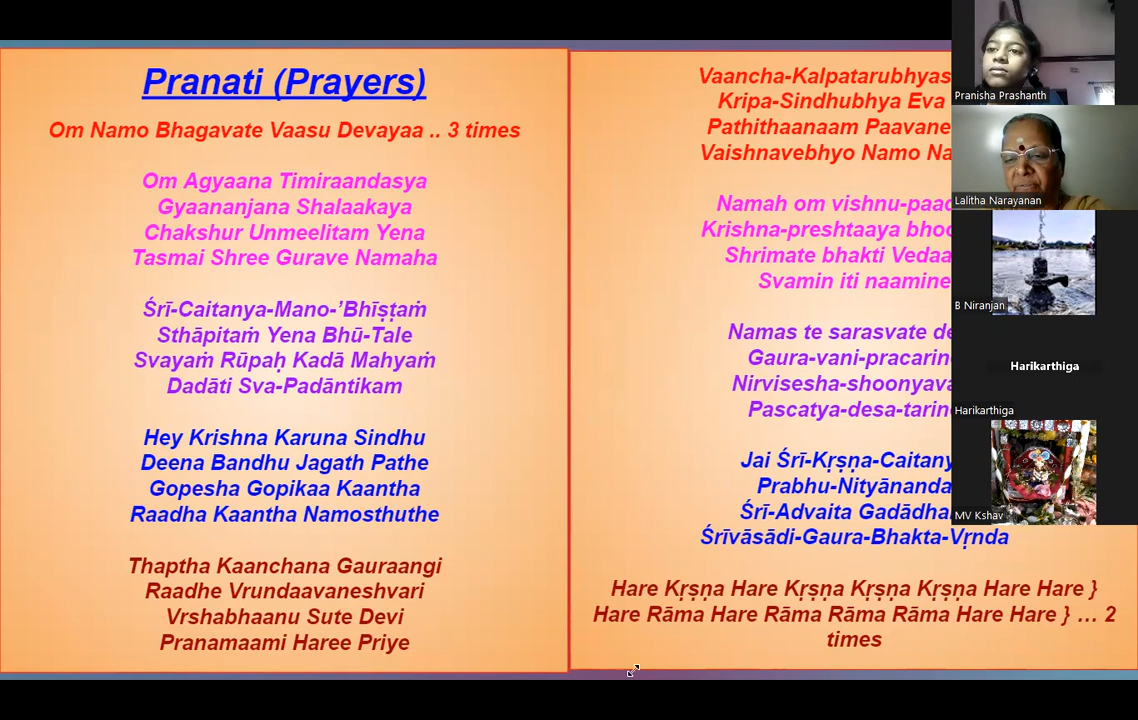 Pranati (Prayers)
Om Namo Bhagavate Vaasu Devayaa .. 3 times
Om Agyaana Timiraandasya
Gyaananjana Shalaakaya
Chakshur Unmeelitam Yena
Tasmai Shree Gurave Namaha
Śrī-Caitanya-Mano-’Bhīṣṭaṁ
Sthāpitaṁ Yena Bhū-Tale
Svayaṁ Rūpaḥ Kadā Mahyaṁ
Dadāti Sva-Padāntikam
Hey Krishna Karuna Sindhu
Deena Bandhu Jagath Pathe
Gopesha Gopikaa Kaantha
Raadha Kaantha Namosthuthe
Thaptha Kaanchana Gauraangi
Raadhe Vrundaavaneshvari
Vrshabhaanu Sute Devi
Pranamaami Haree Priye
Vaancha-Kalpatarubhyas
Kripa-Sindhubhya Eva
Pathithaanaam Paavane
Vaishnavebhyo Namo Na
Namah om vishnu-paad
Krishna-preshtaaya bhoo
Shrimate bhakti Vedaa
Svamin iti naamine
Namas te sarasvate de
Gaura-vani-pracarin
Nirvisesha-shoonyava
Pascatya-desa-tarin
Jai Śrī-Kṛṣṇa-Caitany
Prabhu-Nityānanda
Śrī-Advaita Gadādha
Śrīvāsādi-Gaura-Bhakta-Vṛnda
Hare Kṛṣṇa Hare Kṛṣṇa Kṛṣṇa Kṛṣṇa Hare Hare }
Hare Rāma Hare Rāma Rāma Rāma Hare Hare } … 2
times
Pranisha Prashanth
Lalitha Narayanan
B Niranjan
Harikarthiga
Harikarthiga
MV Kshav